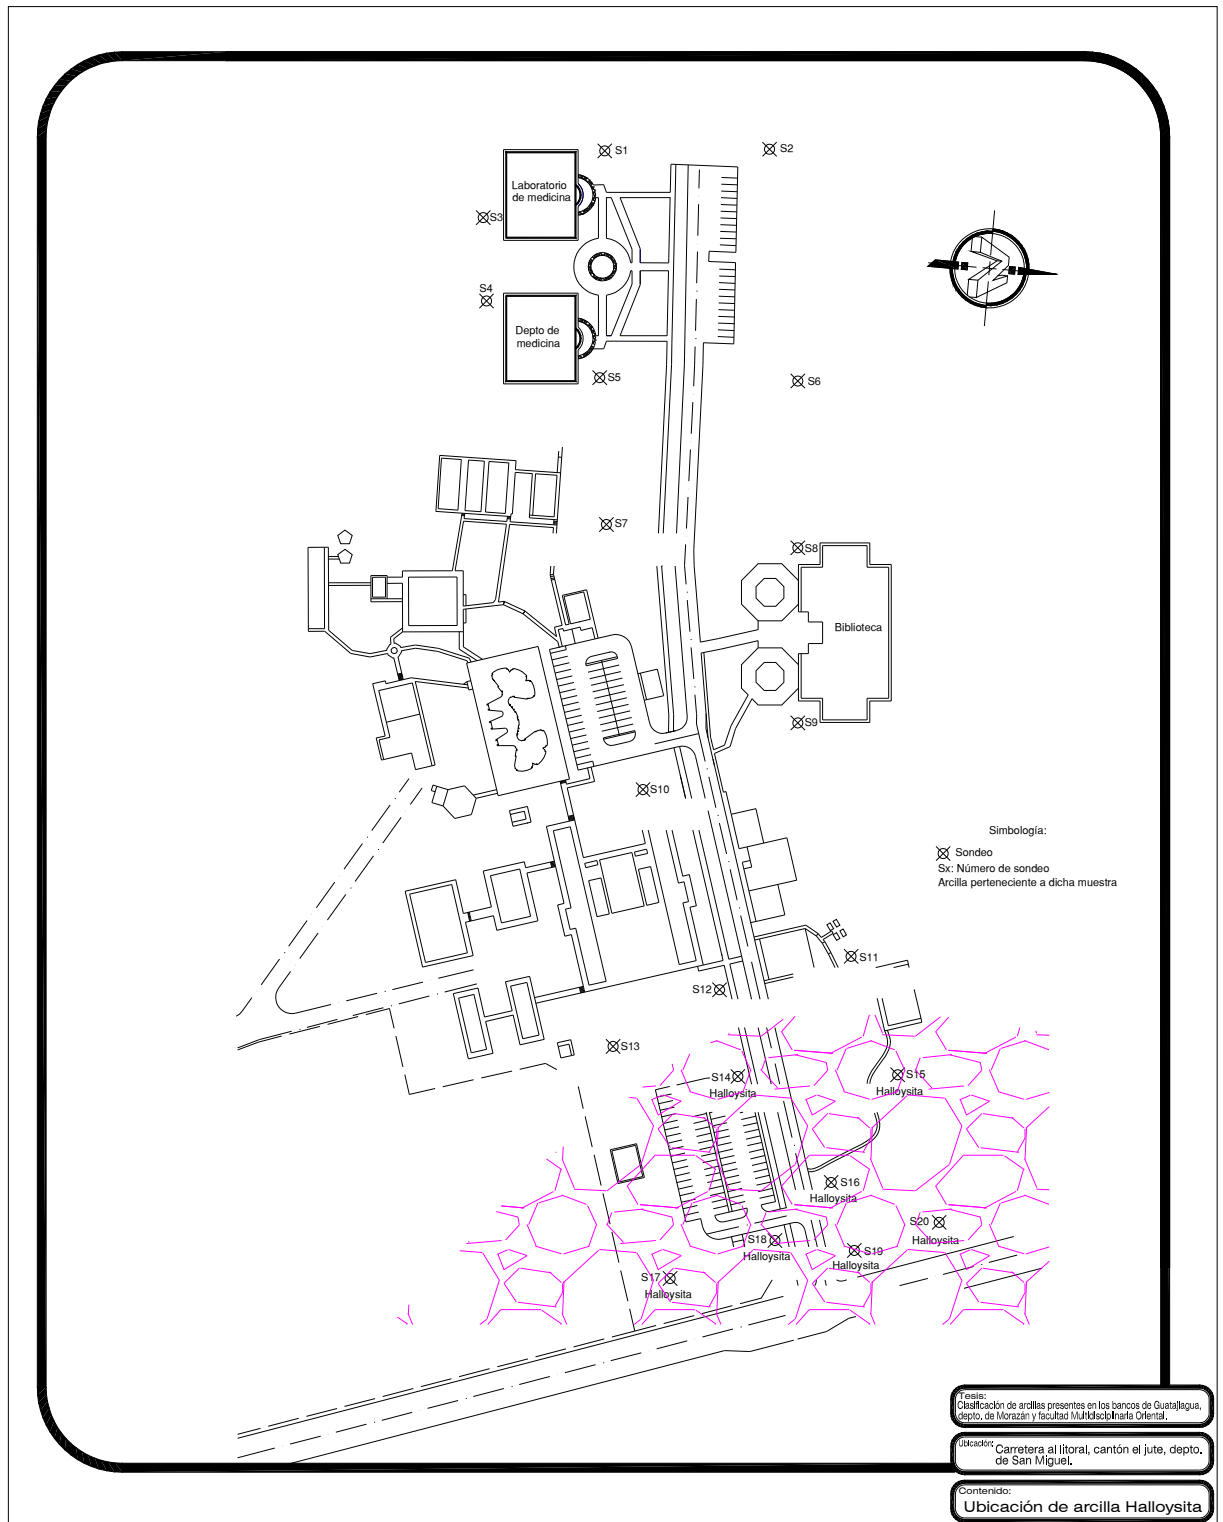 S1
S2
Laboratorio
de medicina
S3
S4
Depto de
medicina
S5
S6
S7
S8
Biblioteca
S9
S10
Simbología:
Sondeo
Sx: Número de sondeo
Arcilla perteneciente a dicha muestra
S11
S12
S13
S14
Halloysita
S15
Halloysita
S16
Halloysita
S20
Halloysita
S18
Halloysita
S19
Halloysita
S17
Halloysita
Tesis:
Clasificación de arcillas presentes en los bancos de Guatajiagua,
depto. de Morazán y facultad Multidisciplinaria Oriental.
Ubicación: Carretera al litoral, cantón el jute, depto.
de San Miguel.
Contenido:
Ubicación de arcilla Halloysita